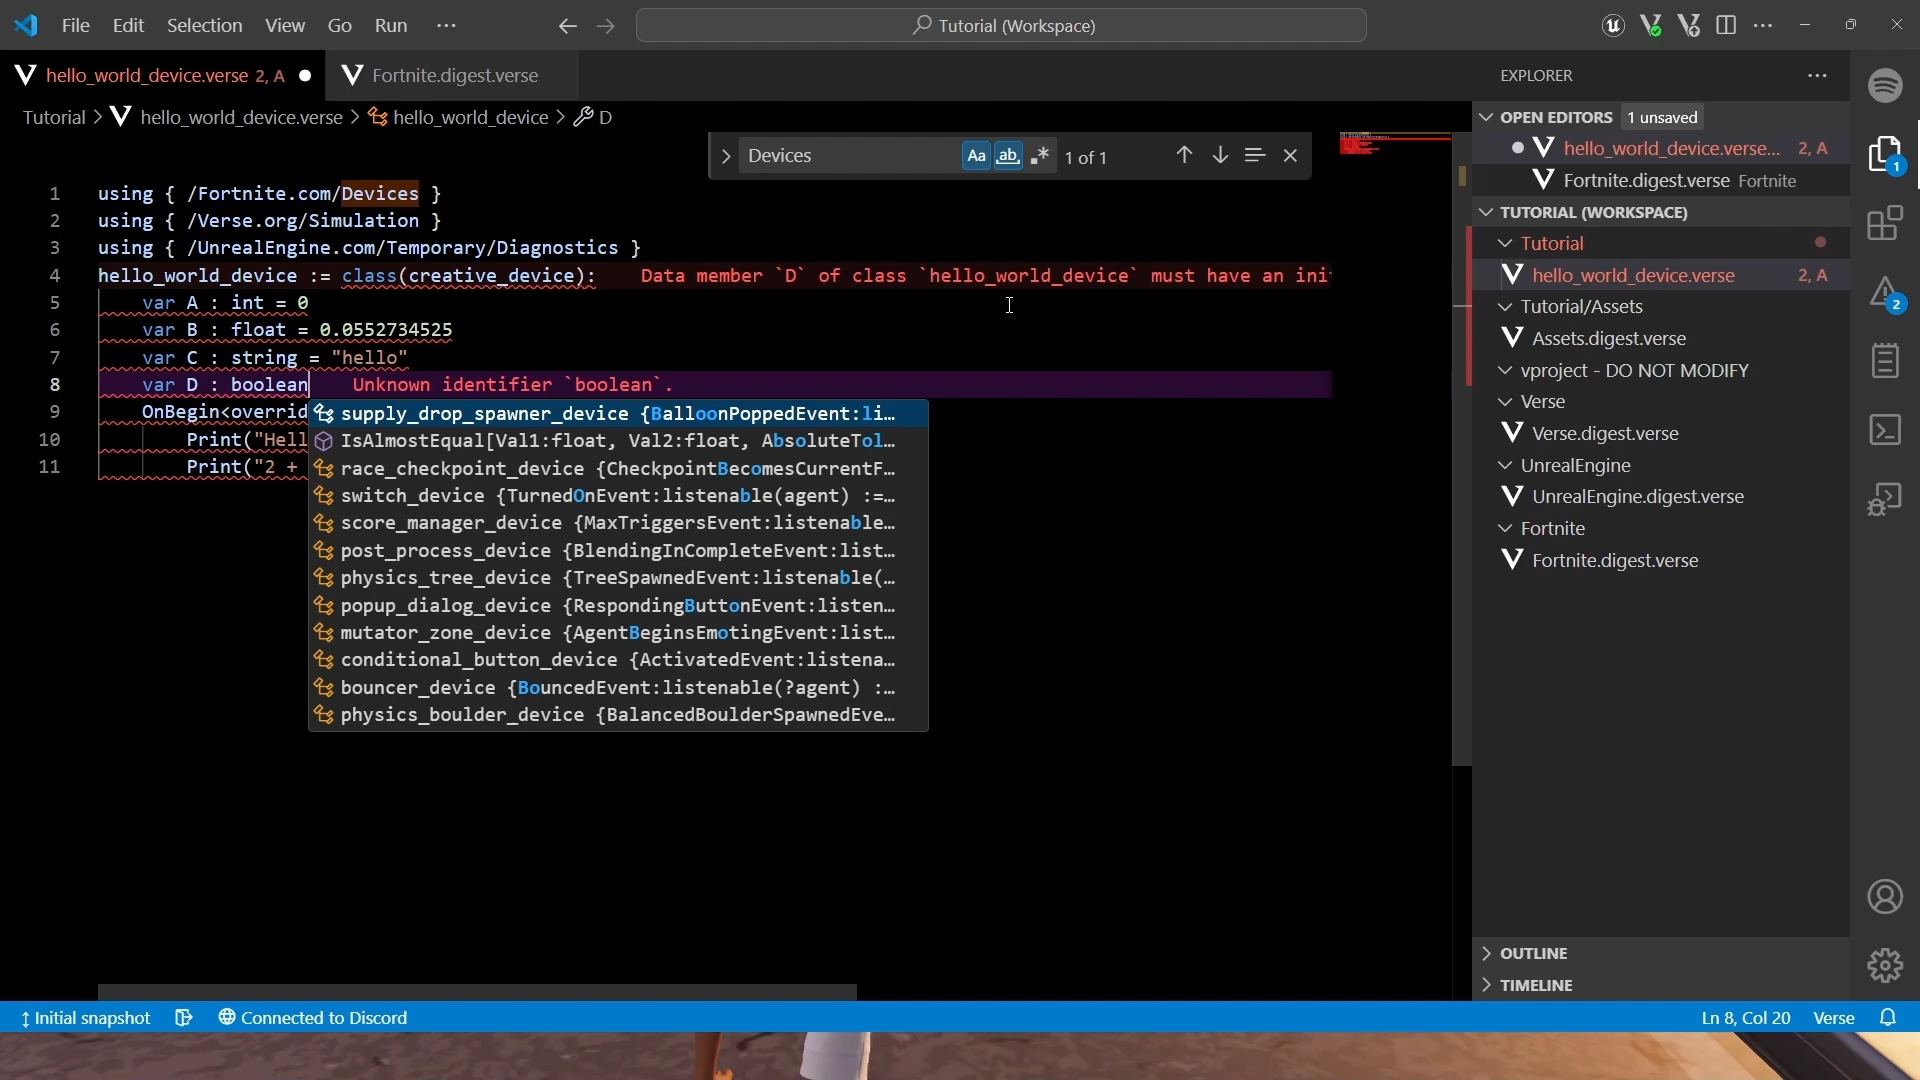 File Edit Selection View Go Run ··· Tutorial (Workspace)
hello_world_device.verse 2, A Fortnite.digest.verse
Tutorial > hello_world_device.verse > hello_world_device > D
Devices Aa ab 1 of 1
1 using { /Fortnite.com/Devices }
2 using { /Verse.org/Simulation }
3 using { /UnrealEngine.com/Temporary/Diagnostics }
4 hello_world_device := class(creative_device): Data member `D` of class `hello_world_device` must have an ini
5 var A : int = 0
6 var B : float = 0.0552734525
7 var C : string = "hello"
8 var D : boolean Unknown identifier `boolean`.
9 OnBegin<overrid
10 Print("Hell
11 Print("2 +
supply_drop_spawner_device {BalloonPoppedEvent:li…
IsAlmostEqual[Val1:float, Val2:float, AbsoluteTol…
race_checkpoint_device {CheckpointBecomesCurrentF…
switch_device {TurnedOnEvent:listenable(agent) :=…
score_manager_device {MaxTriggersEvent:listenable…
post_process_device {BlendingInCompleteEvent:list…
physics_tree_device {TreeSpawnedEvent:listenable(…
popup_dialog_device {RespondingButtonEvent:listen…
mutator_zone_device {AgentBeginsEmotingEvent:list…
conditional_button_device {ActivatedEvent:listena…
bouncer_device {BouncedEvent:listenable(?agent) :…
physics_boulder_device {BalancedBoulderSpawnedEve…
EXPLORER
OPEN EDITORS 1 unsaved
hello_world_device.verse... 2, A
Fortnite.digest.verse Fortnite
TUTORIAL (WORKSPACE)
Tutorial
hello_world_device.verse 2, A
Tutorial/Assets
Assets.digest.verse
vproject - DO NOT MODIFY
Verse
Verse.digest.verse
UnrealEngine
UnrealEngine.digest.verse
Fortnite
Fortnite.digest.verse
OUTLINE
TIMELINE
1
2
Initial snapshot Connected to Discord Ln 8, Col 20 Verse